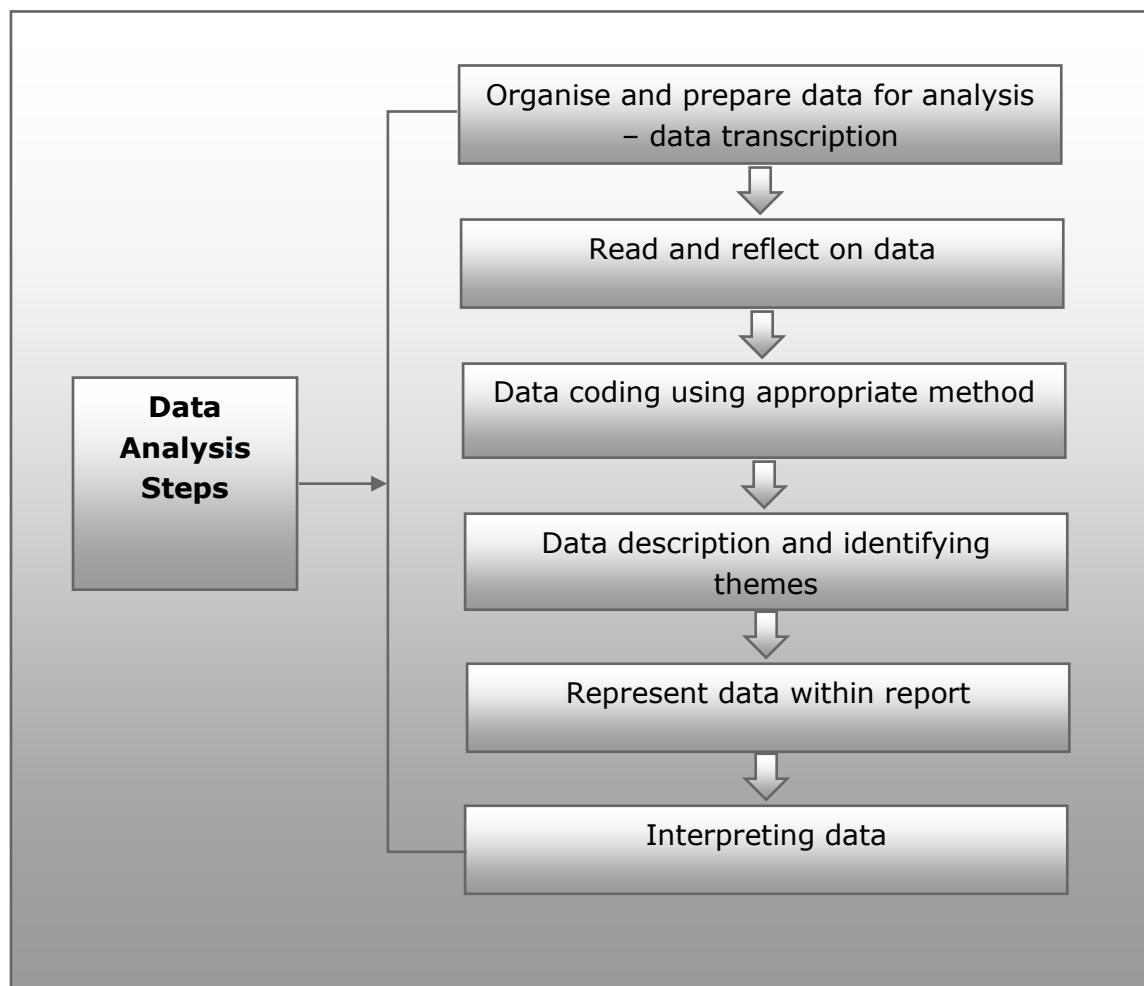 Organise and prepare data for analysis
– data transcription
Read and reflect on data
Data coding using appropriate method
Data
Analysis
Steps
Data description and identifying
themes
Represent data within report
Interpreting data